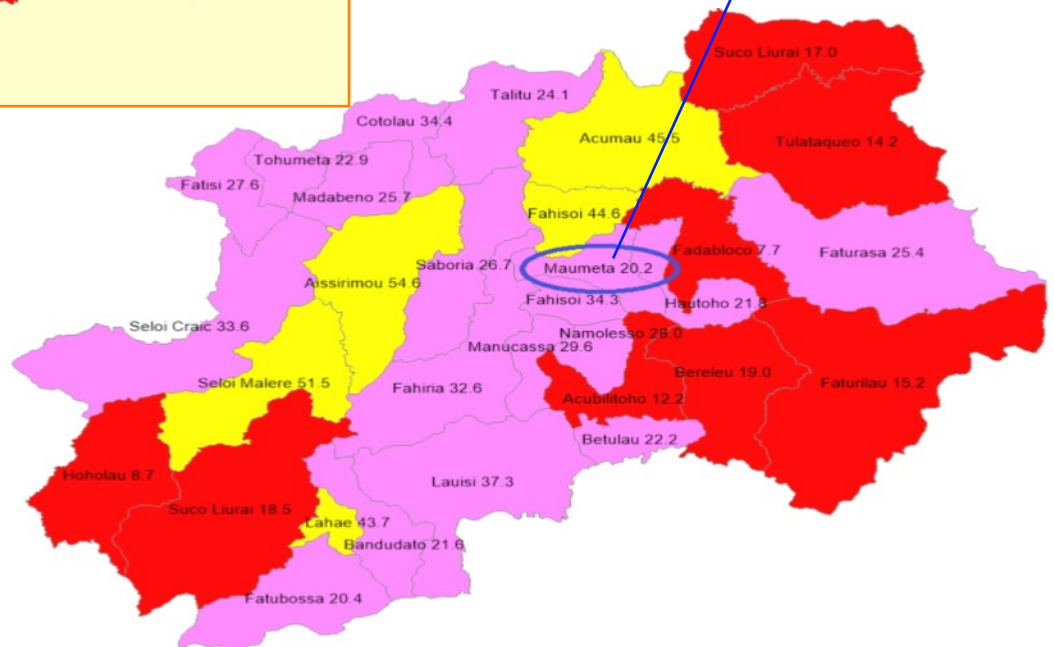 Suco Liurai 17.0
Talitu 24.1
Cotolau 34.4
Acumau 45.5
Tulataqueo 14.2
Tohumeta 22.9
Fatisi 27.6
Madabeno 25.7
Fahisoi 44.6
Fadabloco 7.7
Faturasa 25.4
Saboria 26.7
Maumeta 20.2
Aissirimou 54.6
Fahisoi 34.3
Hautoho 21.8
Seloi Craic 33.6
Namolesso 28.0
Manucassa 29.6
Bereleu 19.0
Seloi Malere 51.5
Fahiria 32.6
Faturilau 15.2
Acubilitoho 12.2
Betulau 22.2
Hoholau 8.7
Lauisi 37.3
Suco Liurai 18.5
Lahae 43.7
Bandudato 21.6
Fatubossa 20.4